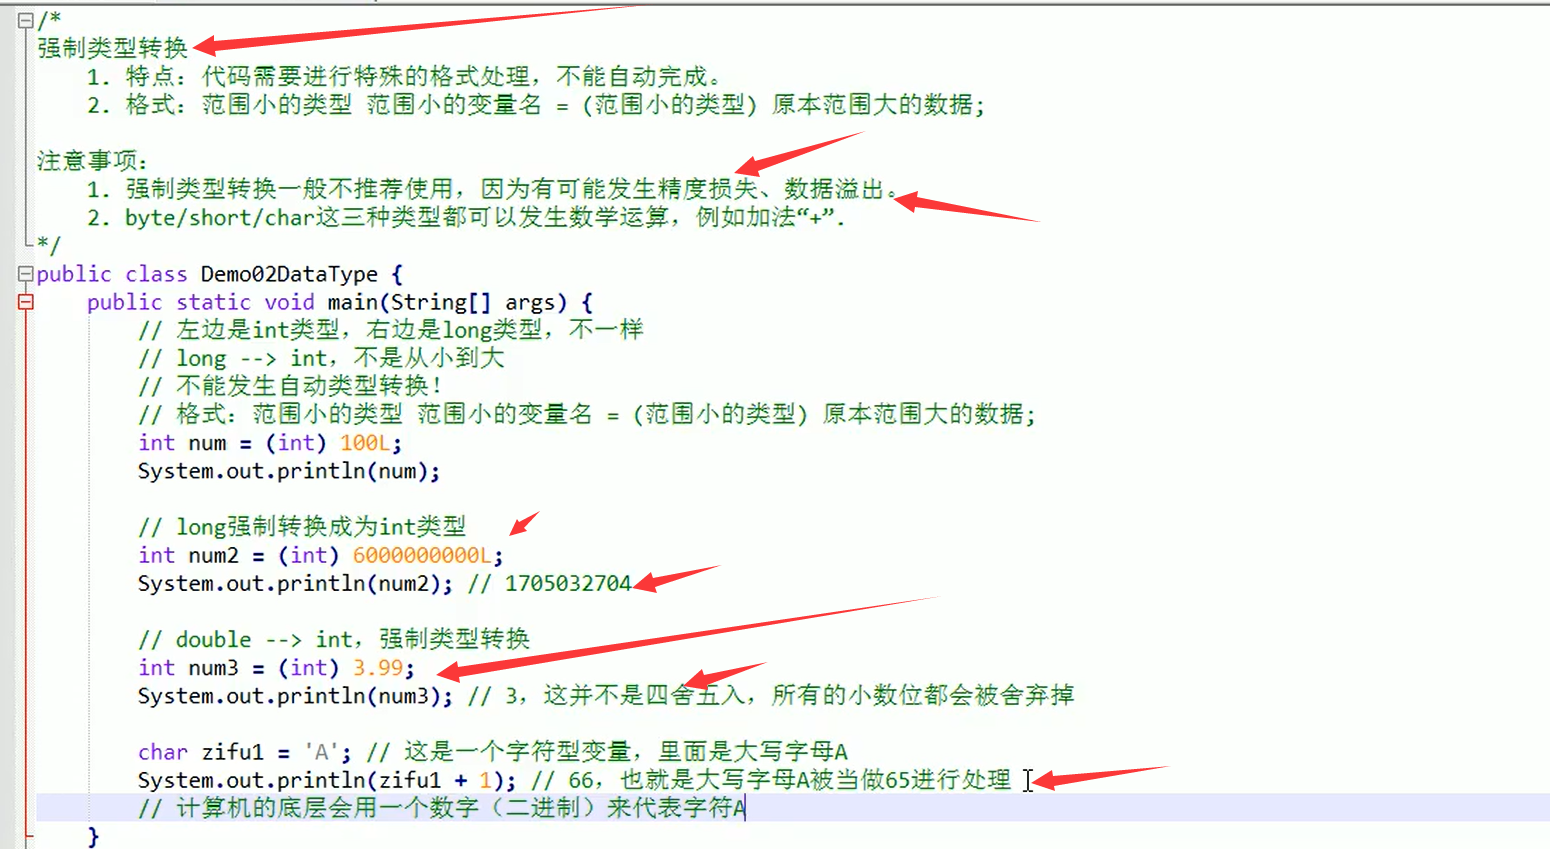 /*
强制类型转换
1. 特点：代码需要进行特殊的格式处理，不能自动完成。
2. 格式：范围小的类型 范围小的变量名 = (范围小的类型) 原本范围大的数据;
注意事项：
1. 强制类型转换一般不推荐使用，因为有可能发生精度损失、数据溢出。
2. byte/short/char这三种类型都可以发生数学运算，例如加法“+”.
*/
public class Demo02DataType {
public static void main(String[] args) {
// 左边是int类型，右边是long类型，不一样
// long --> int，不是从小到大
// 不能发生自动类型转换！
// 格式：范围小的类型 范围小的变量名 = (范围小的类型) 原本范围大的数据;
int num = (int) 100L;
System.out.println(num);
// long强制转换成为int类型
int num2 = (int) 6000000000L;
System.out.println(num2); // 1705032704
// double --> int，强制类型转换
int num3 = (int) 3.99;
System.out.println(num3); // 3，这并不是四舍五入，所有的小数位都会被舍弃掉
char zifu1 = 'A'; // 这是一个字符型变量，里面是大写字母A
System.out.println(zifu1 + 1); // 66，也就是大写字母A被当做65进行处理
// 计算机的底层会用一个数字（二进制）来代表字符A
}